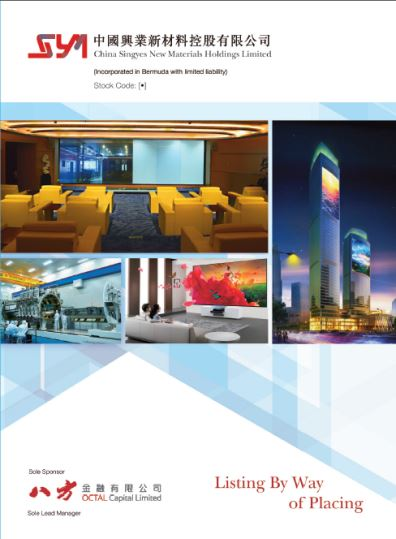 SYM 中國興業新材料控股有限公司
China Singyes New Materials Holdings Limited
(Incorporated in Bermuda with limited liability)
Stock Code: [•]
Sole Sponsor
八方 金融有限公司
OCTAL Capital Limited
Sole Lead Manager
Listing By Way
of Placing